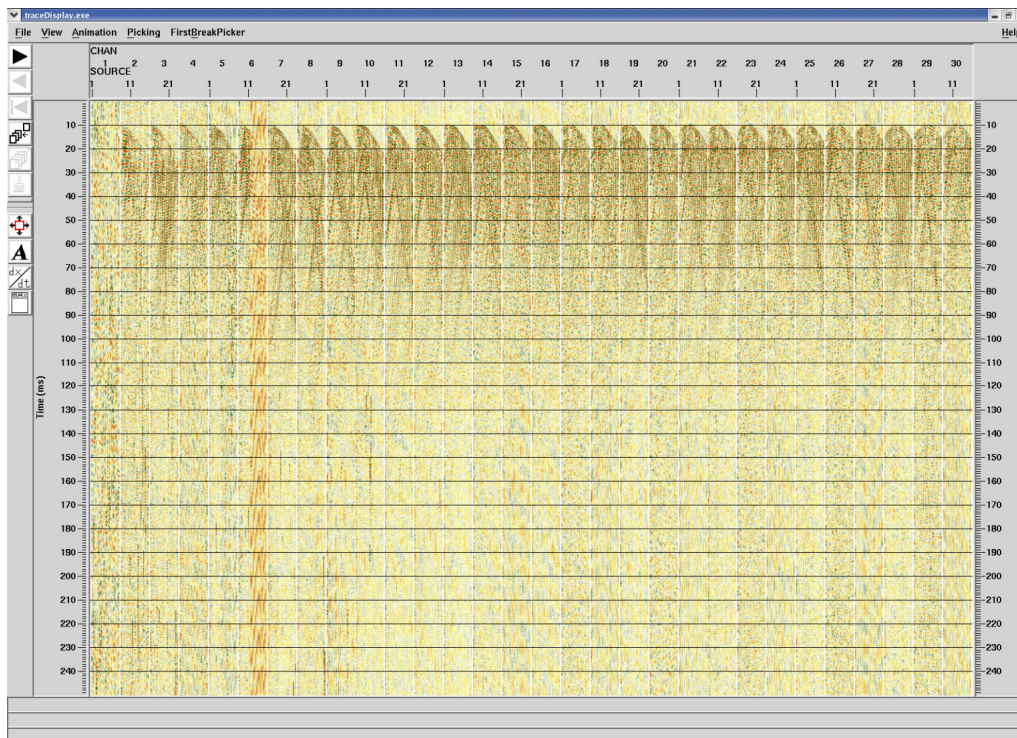 traceDisplay.exe
File View Animation Picking FirstBreakPicker Help
CHAN
1 2 3 4 5 6 7 8 9 10 11 12 13 14 15 16 17 18 19 20 21 22 23 24 25 26 27 28 29 30
SOURCE
1 11 21 1 11 21 1 11 21 1 11 21 1 11 21 1 11 21 1 11 21 1 11
10 10
20 20
30 30
40 40
A
50 50
60 60
dx/dt
70 70
80 80
MAX
90 90
100 100
110 110
Time (ms)
120 120
130 130
140 140
150 150
160 160
170 170
180 180
190 190
200 200
210 210
220 220
230 230
240 240